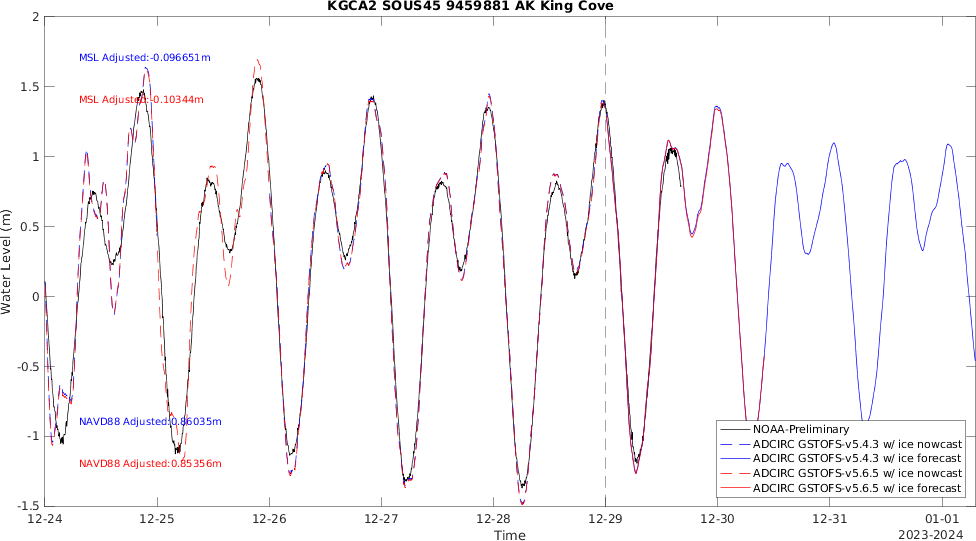 KGCA2 SOUS45 9459881 AK King Cove
MSL Adjusted:-0.096651m
MSL Adjusted:-0.10344m
NAVD88 Adjusted:0.86035m
NAVD88 Adjusted:0.85356m
Water Level (m)
2
1.5
1
0.5
0
-0.5
-1
-1.5
NOAA-Preliminary
ADCIRC GSTOFS-v5.4.3 w/ ice nowcast
ADCIRC GSTOFS-v5.4.3 w/ ice forecast
ADCIRC GSTOFS-v5.6.5 w/ ice nowcast
ADCIRC GSTOFS-v5.6.5 w/ ice forecast
12-24 12-25 12-26 12-27 12-28 12-29 12-30 12-31 01-01
Time
2023-2024